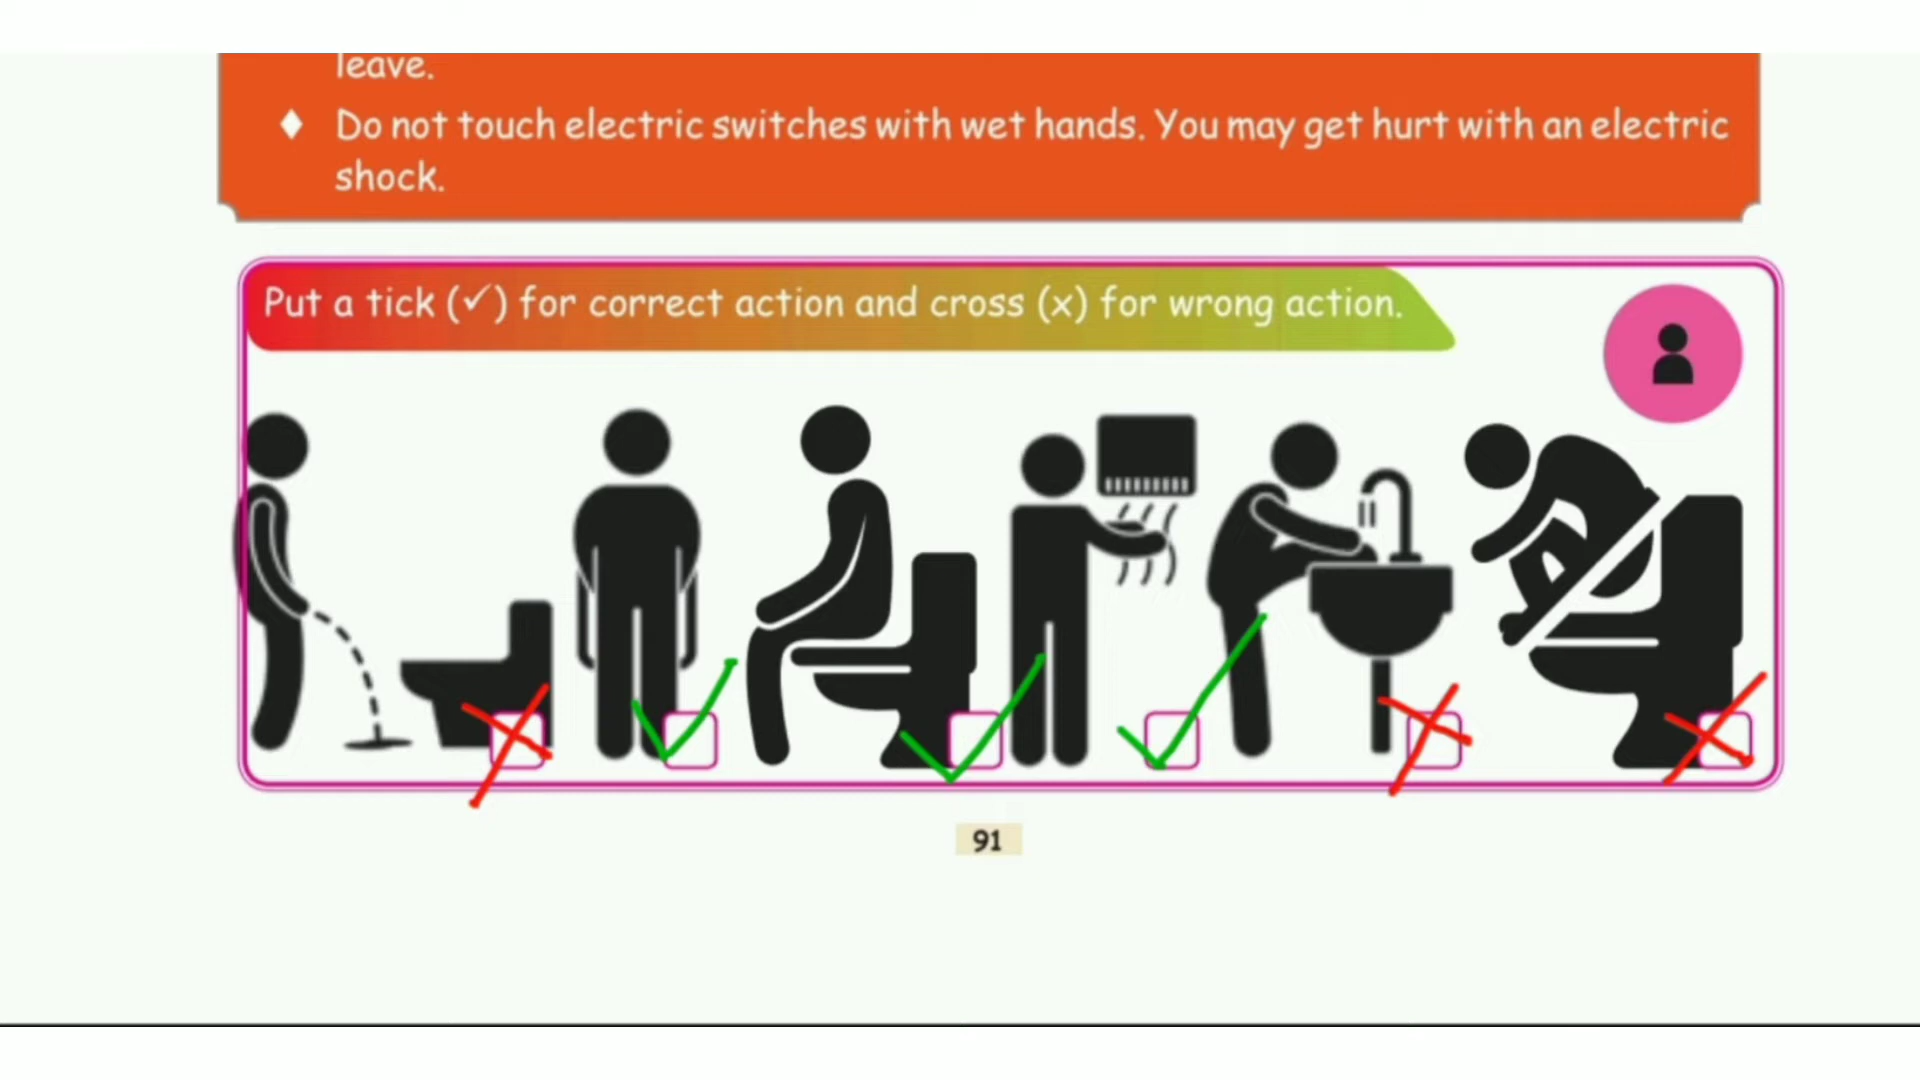 leave.
♦ Do not touch electric switches with wet hands. You may get hurt with an electric
shock.
Put a tick (✓) for correct action and cross (x) for wrong action.
91